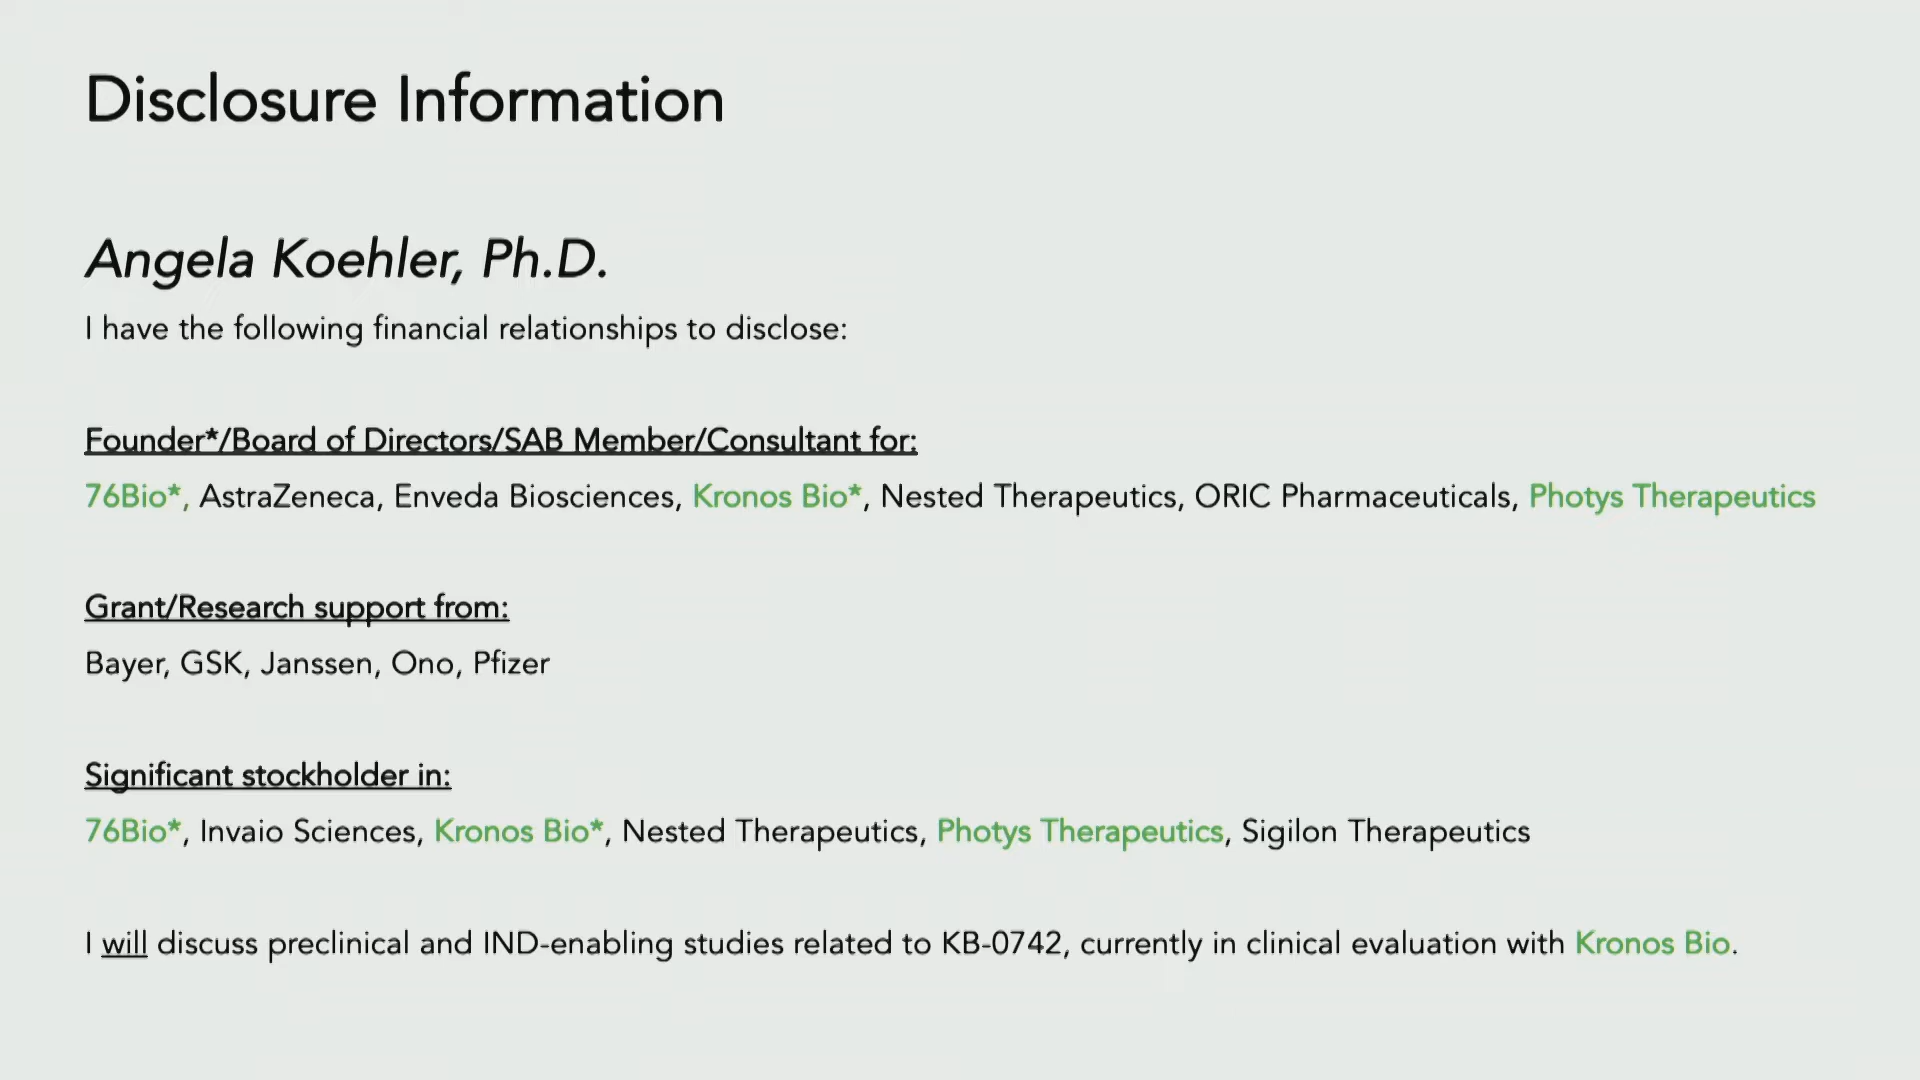 Disclosure Information
Angela Koehler, Ph.D.
I have the following financial relationships to disclose:
Founder*/Board of Directors/SAB Member/Consultant for:
76Bio*, AstraZeneca, Enveda Biosciences, Kronos Bio*, Nested Therapeutics, ORIC Pharmaceuticals, Photys Therapeutics
Grant/Research support from:
Bayer, GSK, Janssen, Ono, Pfizer
Significant stockholder in:
76Bio*, Invaio Sciences, Kronos Bio*, Nested Therapeutics, Photys Therapeutics, Sigilon Therapeutics
I will discuss preclinical and IND-enabling studies related to KB-0742, currently in clinical evaluation with Kronos Bio.